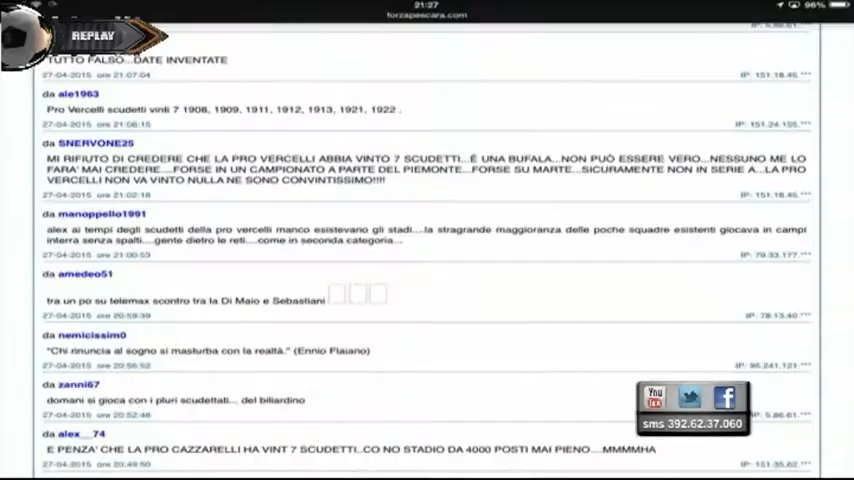 21:27
96%
forzapescara.com
REPLAY
TUTTO FALSO...DATE INVENTATE
27-04-2015 ore 21:07:04
IP: 151.18.45.***
da ale1963
Pro Vercelli scudetti vinti 7 1908, 1909, 1911, 1912, 1913, 1921, 1922 .
27-04-2015 ore 21:06:15
IP: 151.24.155.***
da SNERVONE25
MI RIFIUTO DI CREDERE CHE LA PRO VERCELLI ABBIA VINTO 7 SCUDETTI...È UNA BUFALA...NON PUÒ ESSERE VERO...NESSUNO ME LO
FARA' MAI CREDERE....FORSE IN UN CAMPIONATO A PARTE DEL PIEMONTE...FORSE SU MARTE...SICURAMENTE NON IN SERIE A...LA PRO
VERCELLI NON VA VINTO NULLA NE SONO CONVINTISSIMO!!!!
27-04-2015 ore 21:02:18
IP: 151.18.45.***
da manoppello1991
alex ai tempi degli scudetti della pro vercelli manco esistevano gli stadi....la stragrande maggioranza delle poche squadre esistenti giocava in campi
interra senza spalti....gente dietro le reti....come in seconda categoria...
27-04-2015 ore 21:00:53
IP: 79.33.177.***
da amedeo51
tra un po su telemax scontro tra la Di Maio e Sebastiani
27-04-2015 ore 20:59:39
IP: 78.13.40.***
da nemicissim0
"Chi rinuncia al sogno si masturba con la realtà." (Ennio Flaiano)
27-04-2015 ore 20:56:52
IP: 95.241.121.***
da zanni67
domani si gioca con i pluri scudettati... del biliardino
27-04-2015 ore 20:52:46
IP: 5.86.61.***
da alex__74
E PENZA' CHE LA PRO CAZZARELLI HA VINT 7 SCUDETTI..CO NO STADIO DA 4000 POSTI MAI PIENO....MMMMHA
27-04-2015 ore 20:49:50
IP: 151.35.62.***
You
sms 392.62.37.060